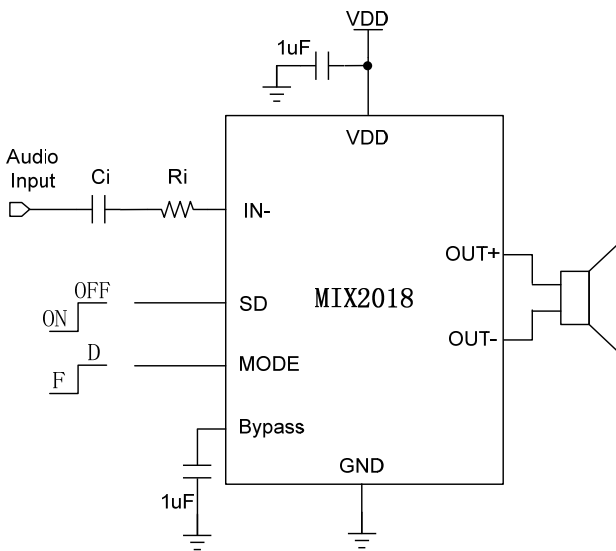 VDD
1uF
VDD
Audio
Input
Ci
Ri
IN-
OUT+
OFF
ON
SD
MIX2018
D
F
MODE
OUT-
Bypass
1uF
GND